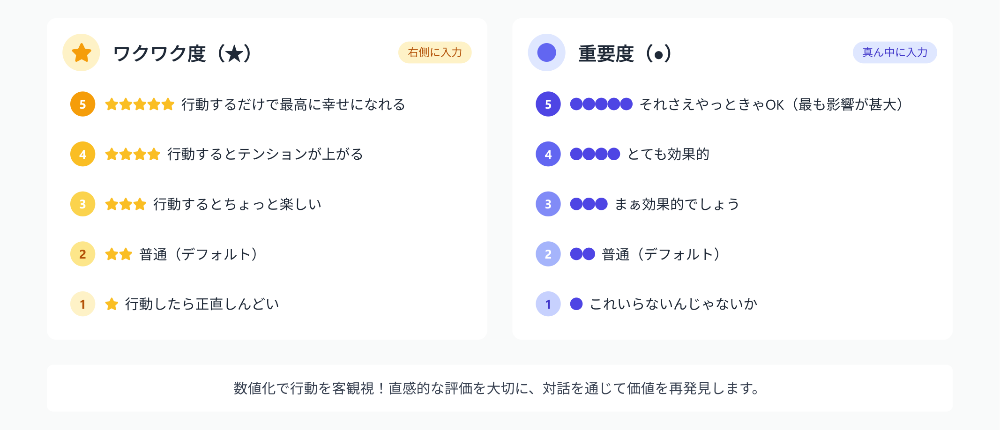 ワクワク度（★）
右側に入力
5 ★★★★★ 行動するだけで最高に幸せになれる
4 ★★★★ 行動するとテンションが上がる
3 ★★★ 行動するとちょっと楽しい
2 ★★ 普通（デフォルト）
1 ★ 行動したら正直しんどい
重要度（●）
真ん中に入力
5 ●●●●● それさえやっときゃOK（最も影響が甚大）
4 ●●●● とても効果的
3 ●●● まぁ効果的でしょう
2 ●● 普通（デフォルト）
1 ● これいらないんじゃないか
数値化で行動を客観視！直感的な評価を大切に、対話を通じて価値を再発見します。